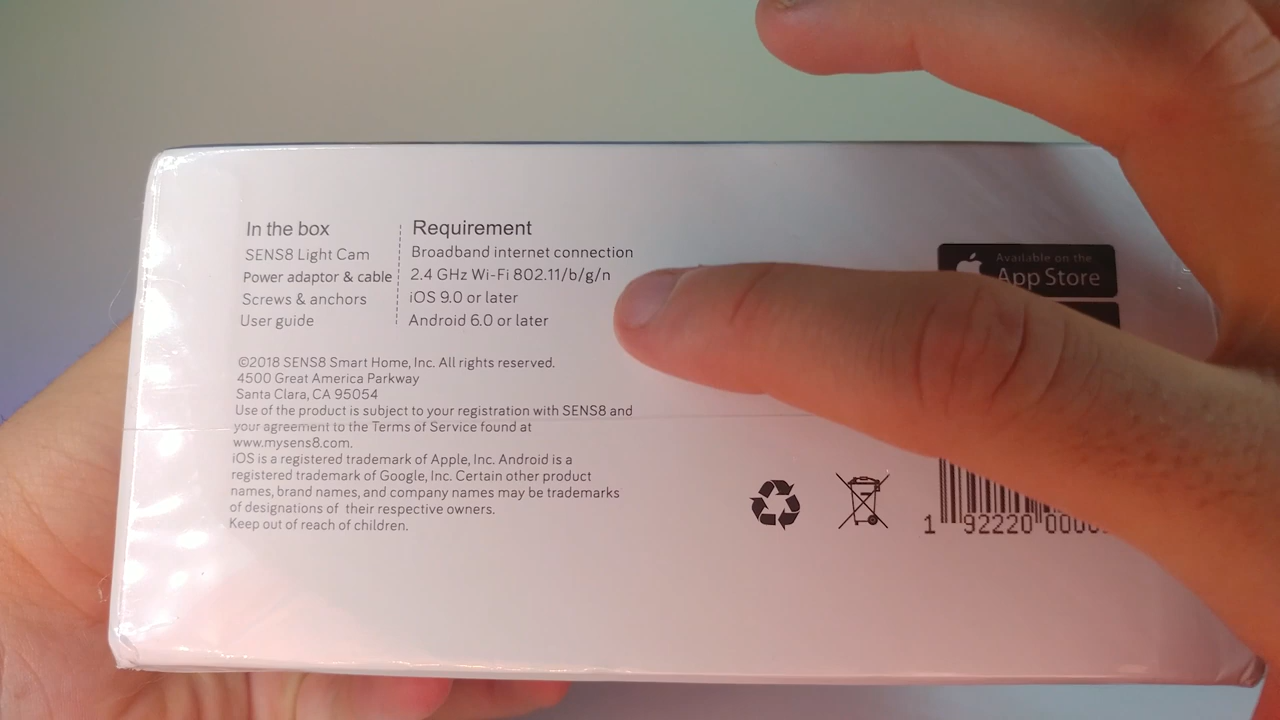 In the box
SENS8 Light Cam
Power adaptor & cable
Screws & anchors
User guide
Requirement
Broadband internet connection
2.4 GHz Wi-Fi 802.11/b/g/n
iOS 9.0 or later
Android 6.0 or later
©2018 SENS8 Smart Home, Inc. All rights reserved.
4500 Great America Parkway
Santa Clara, CA 95054
Use of the product is subject to your registration with SENS8 and
your agreement to the Terms of Service found at
www.mysens8.com.
iOS is a registered trademark of Apple, Inc. Android is a
registered trademark of Google, Inc. Certain other product
names, brand names, and company names may be trademarks
of designations of their respective owners.
Keep out of reach of children.
Available on the
App Store
1 92220